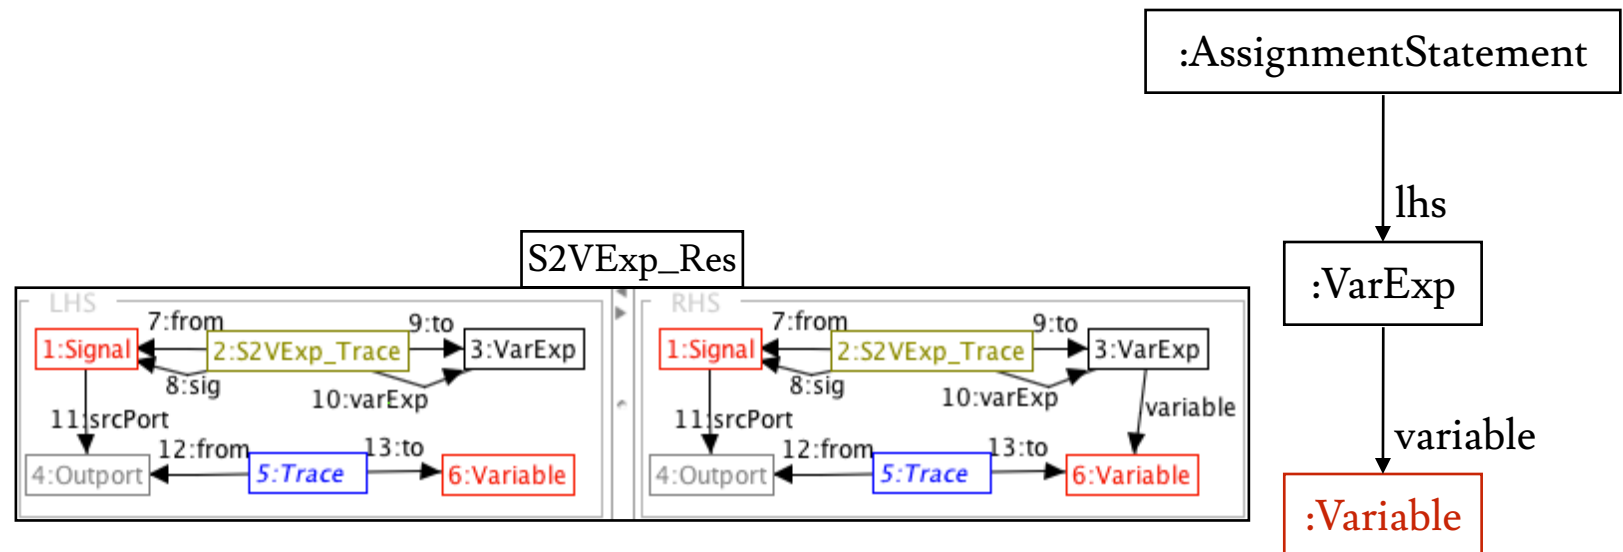 :AssignmentStatement
lhs
:VarExp
variable
:Variable
S2VExp_Res
LHS
7:from
9:to
1:Signal
2:S2VExp_Trace
3:VarExp
8:sig
10:varExp
11:srcPort
12:from
13:to
4:Outport
5:Trace
6:Variable
RHS
7:from
9:to
1:Signal
2:S2VExp_Trace
3:VarExp
8:sig
10:varExp
variable
11:srcPort
12:from
13:to
4:Outport
5:Trace
6:Variable